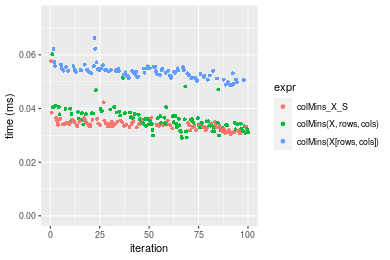 time (ms)
0.06
0.04
0.02
0.00
0
25
50
75
100
iteration
expr
colMins_X_S
colMins(X, rows, cols)
colMins(X[rows, cols])